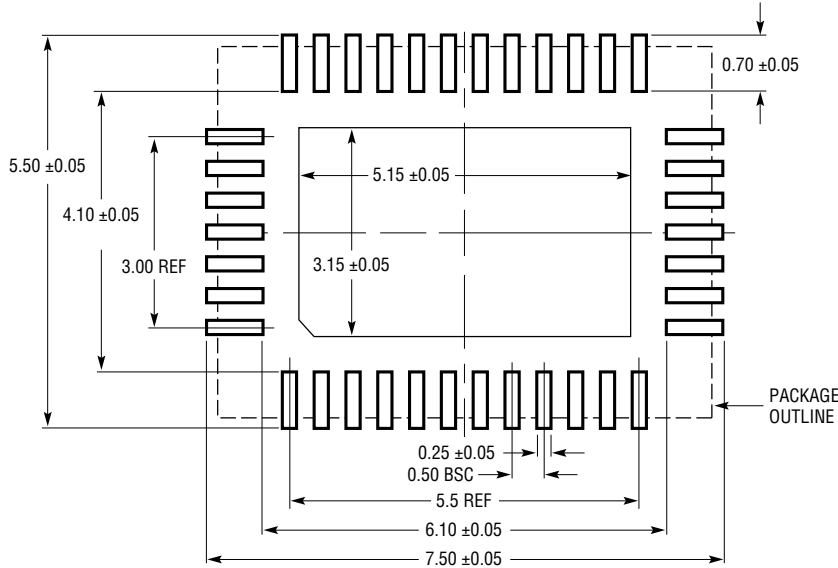 0.70 ±0.05
5.15 ±0.05
5.50 ±0.05
4.10 ±0.05
3.00 REF
3.15 ±0.05
PACKAGE
OUTLINE
0.25 ±0.05
0.50 BSC
5.5 REF
6.10 ±0.05
7.50 ±0.05